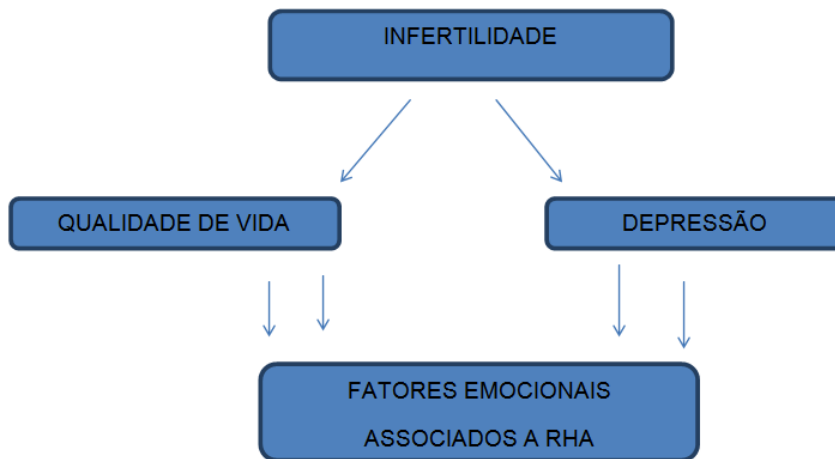 INFERTILIDADE
QUALIDADE DE VIDA
DEPRESSÃO
FATORES EMOCIONAIS
ASSOCIADOS A RHA